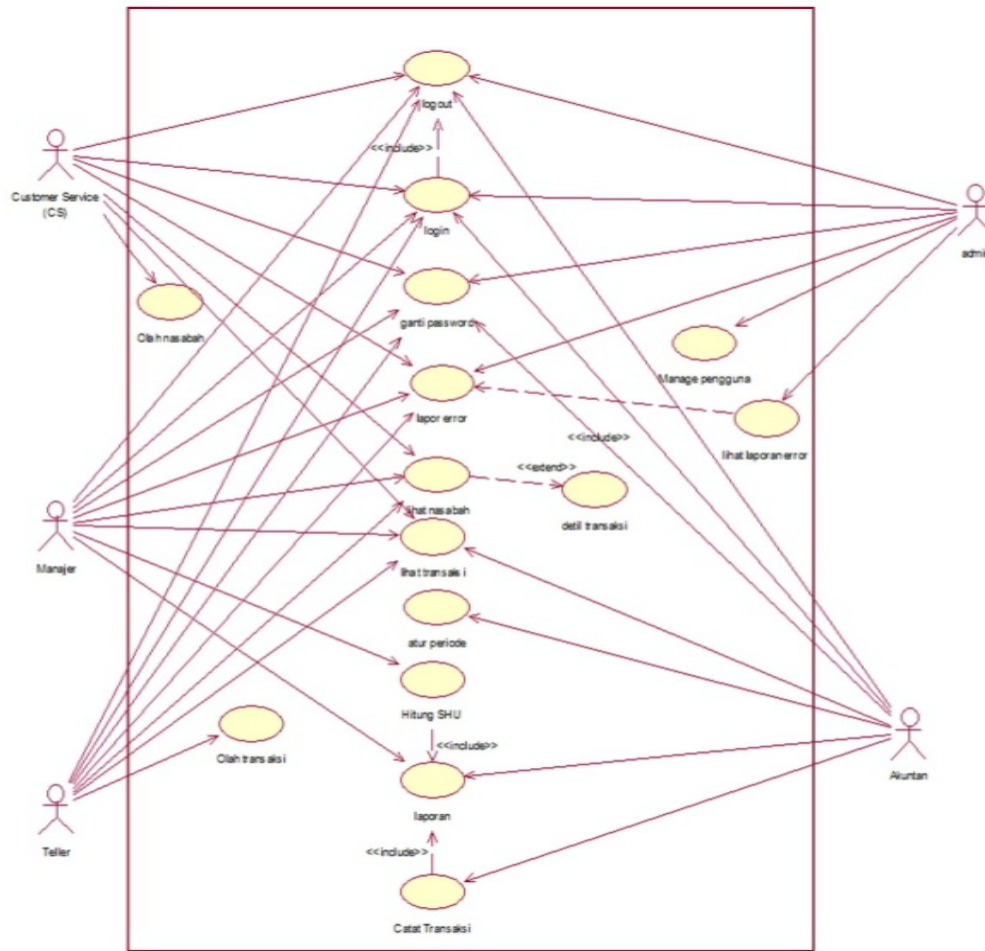 logout
<<include>>
Customer Service
(CS)
login
admin
ganti password
Olah nasabah
Manage pengguna
lapor error
<<include>>
lihat laporan error
<<extend>>
lihat nasabah
detil transaksi
Manajer
lihat transaksi
atur periode
Hitung SHU
Olah transaksi
<<include>>
Akuntan
laporan
Teller
<<include>>
Catat Transaksi